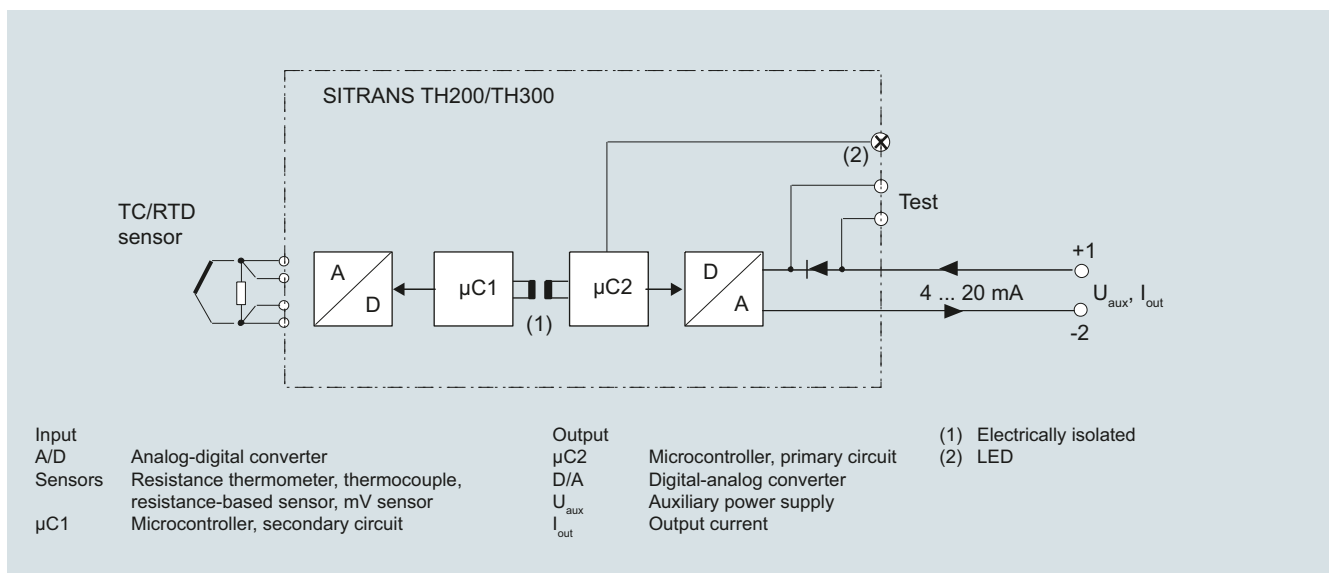 SITRANS TH200/TH300
(2)
Test
TC/RTD
sensor
A
D
µC1
(1)
µC2
D
A
+1
4 ... 20 mA
Uaux, Iout
-2
Input
A/D Analog-digital converter
Sensors Resistance thermometer, thermocouple,
resistance-based sensor, mV sensor
µC1 Microcontroller, secondary circuit
Output
µC2 Microcontroller, primary circuit
D/A Digital-analog converter
Uaux Auxiliary power supply
Iout Output current
(1) Electrically isolated
(2) LED